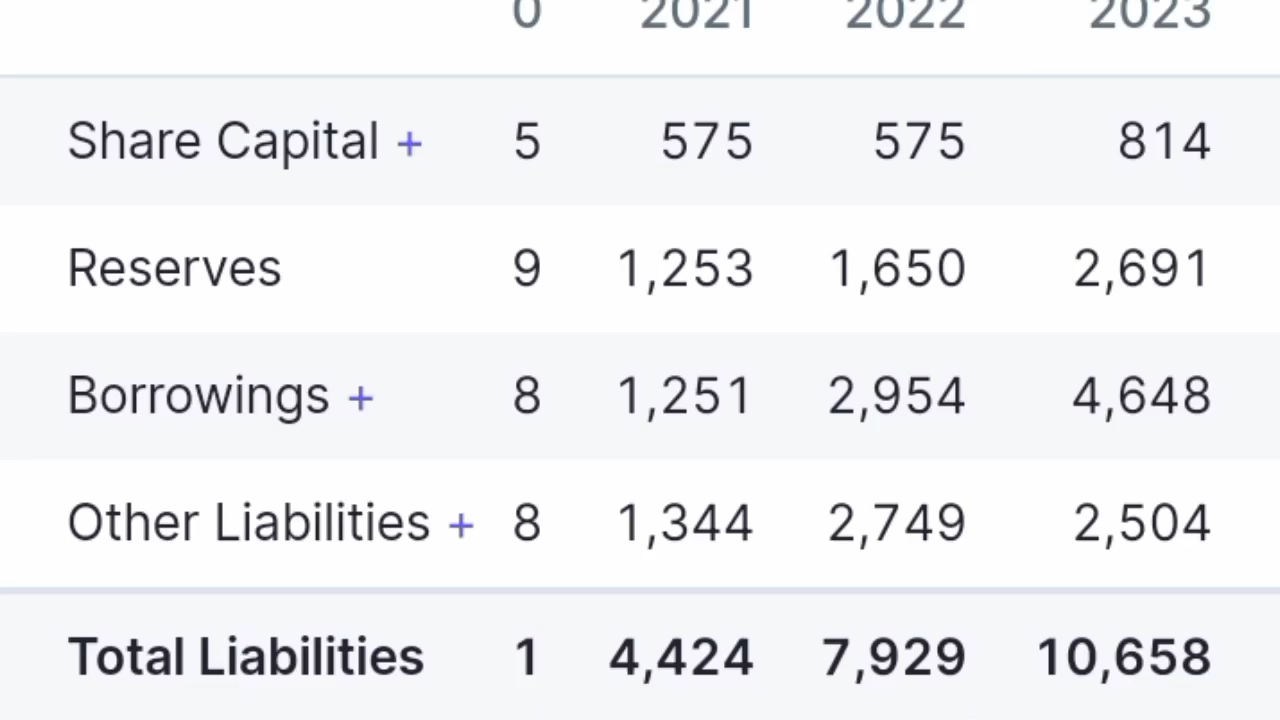 0 2021 2022 2023
Share Capital + 5 575 575 814
Reserves 9 1,253 1,650 2,691
Borrowings + 8 1,251 2,954 4,648
Other Liabilities + 8 1,344 2,749 2,504
Total Liabilities 1 4,424 7,929 10,658